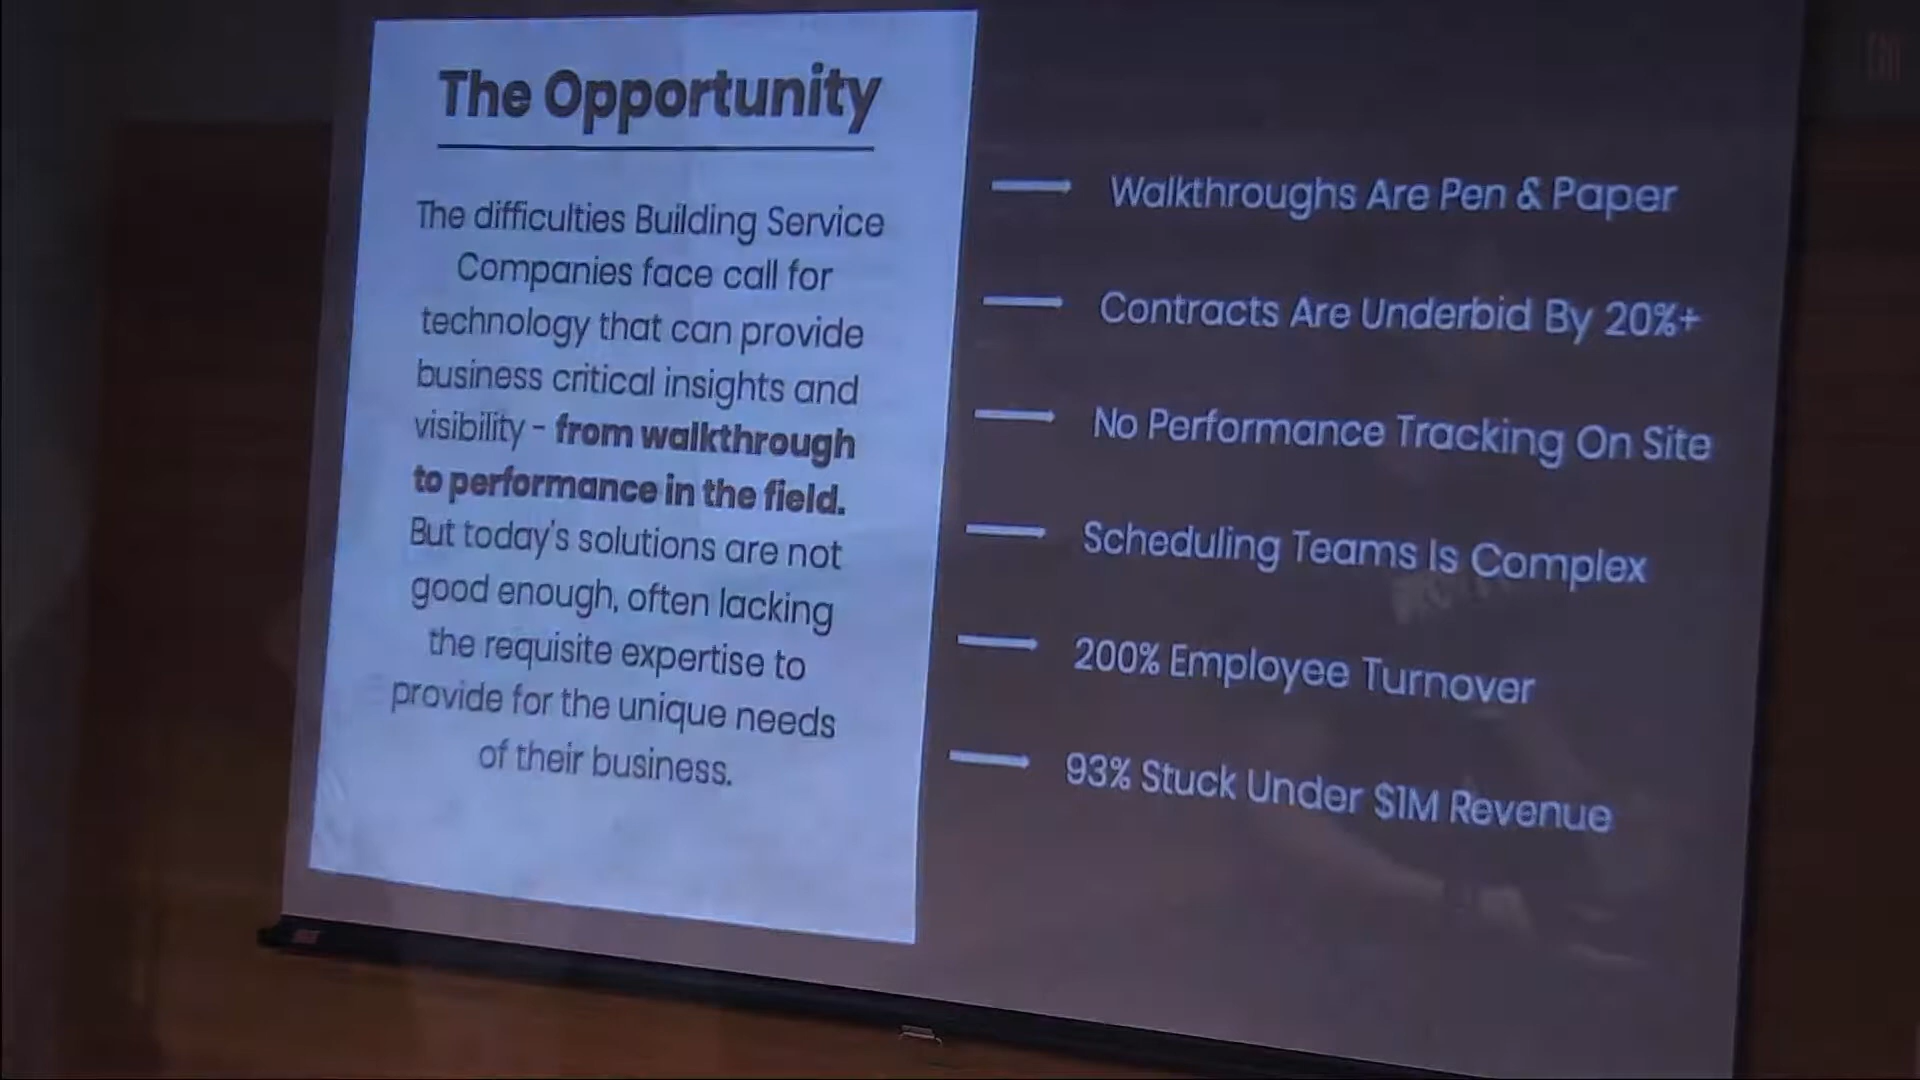 The Opportunity
The difficulties Building Service
Companies face call for
technology that can provide
business critical insights and
visibility - from walkthrough
to performance in the field.
But today's solutions are not
good enough, often lacking
the requisite expertise to
provide for the unique needs
of their business.
Walkthroughs Are Pen & Paper
Contracts Are Underbid By 20%+
No Performance Tracking On Site
Scheduling Teams Is Complex
200% Employee Turnover
93% Stuck Under $1M Revenue